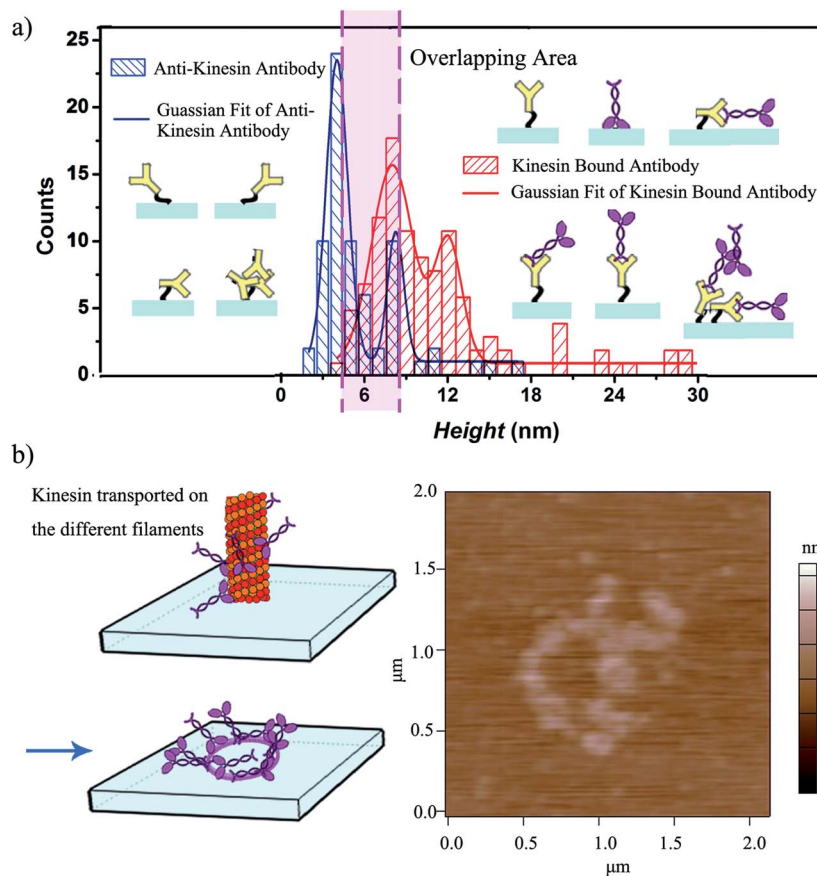 a)
25
20
15
10
5
0
Counts
Anti-Kinesin Antibody
Guassian Fit of Anti-
Kinesin Antibody
Overlapping Area
Kinesin Bound Antibody
Gaussian Fit of Kinesin Bound Antibody
0 6 12 18 24 30
Height (nm)
b)
Kinesin transported on
the different filaments
2.0
1.5
1.0
0.5
0.0
μm
0.0 0.5 1.0 1.5 2.0
μm